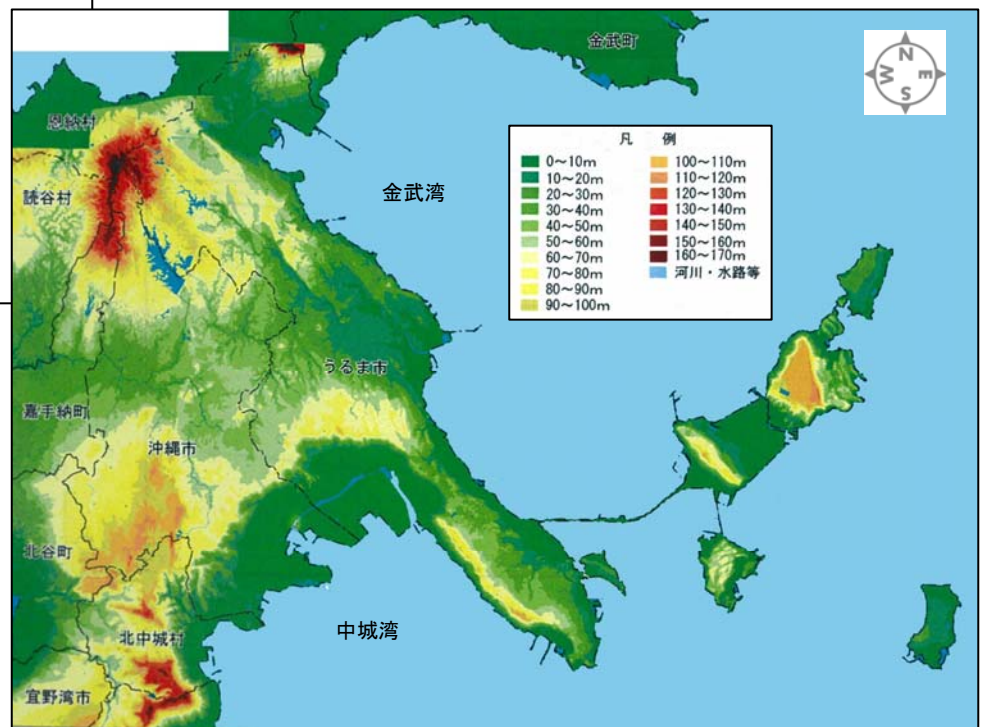 金武町
N
W
E
S
恩納村
凡 例
0～10m
10～20m
20～30m
30～40m
40～50m
50～60m
60～70m
70～80m
80～90m
90～100m
100～110m
110～120m
120～130m
130～140m
140～150m
150～160m
160～170m
河川・水路等
読谷村
金武湾
うるま市
嘉手納町
沖縄市
北谷町
北中城村
中城湾
宜野湾市